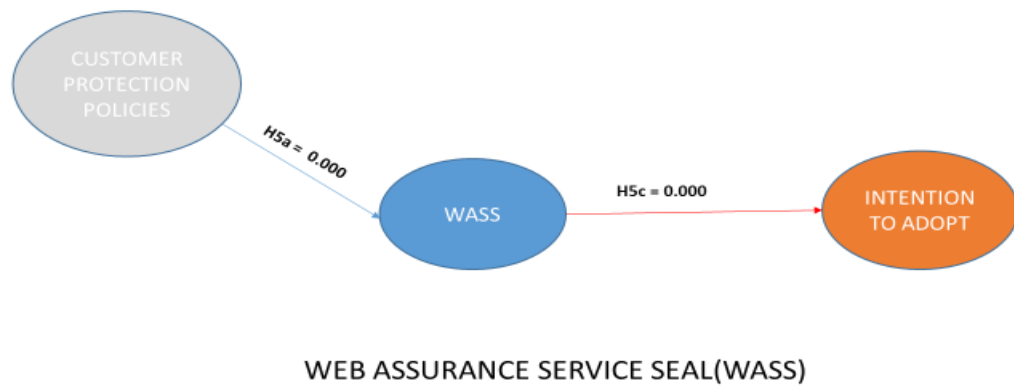 CUSTOMER
PROTECTION
POLICIES
H5a = 0.000
WASS
H5c = 0.000
INTENTION
TO ADOPT
WEB ASSURANCE SERVICE SEAL(WASS)